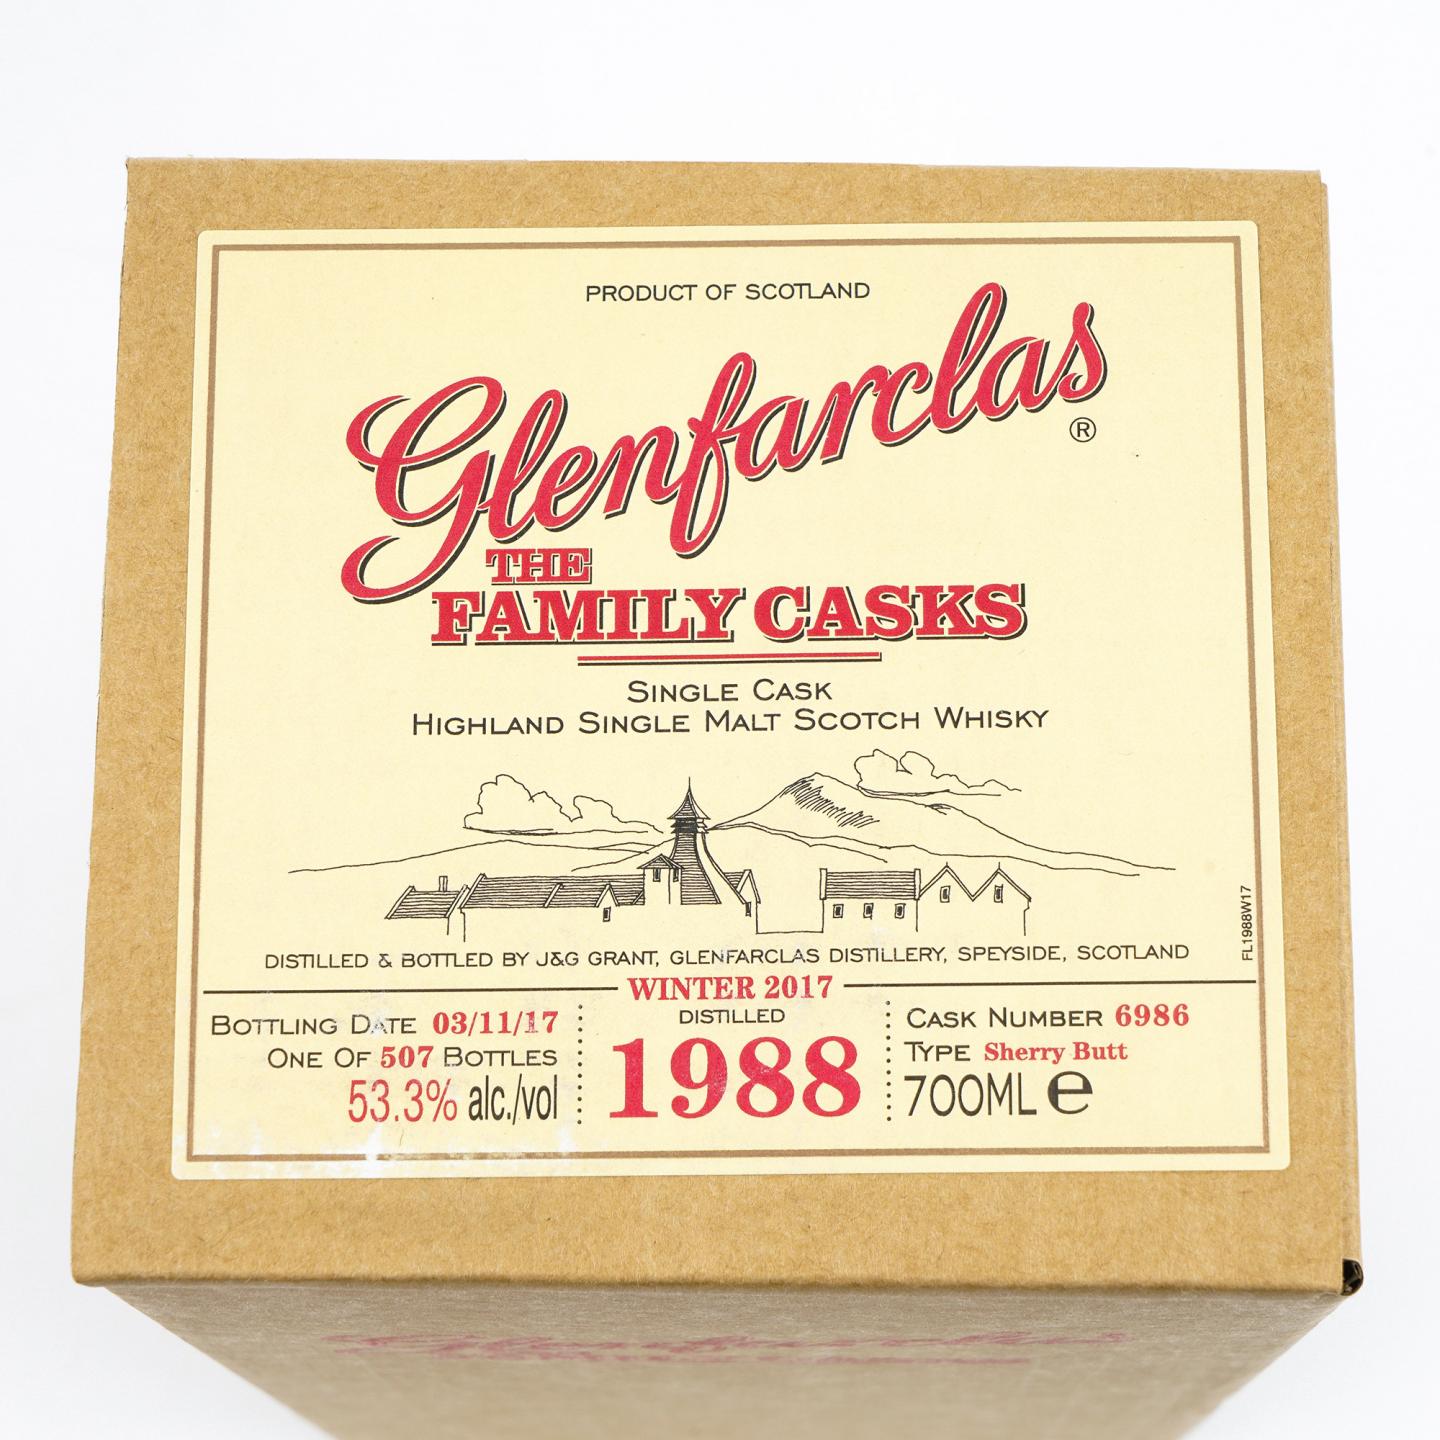 PRODUCT OF SCOTLAND
Glenfarclas®
THE
FAMILY CASKS
SINGLE CASK
HIGHLAND SINGLE MALT SCOTCH WHISKY
DISTILLED & BOTTLED BY J&G GRANT, GLENFARCLAS DISTILLERY, SPEYSIDE, SCOTLAND
FL1988W17
WINTER 2017
BOTTLING DATE 03/11/17
ONE OF 507 BOTTLES
53.3% alc./vol
DISTILLED
1988
CASK NUMBER 6986
TYPE Sherry Butt
700ML e
Glenfarclas